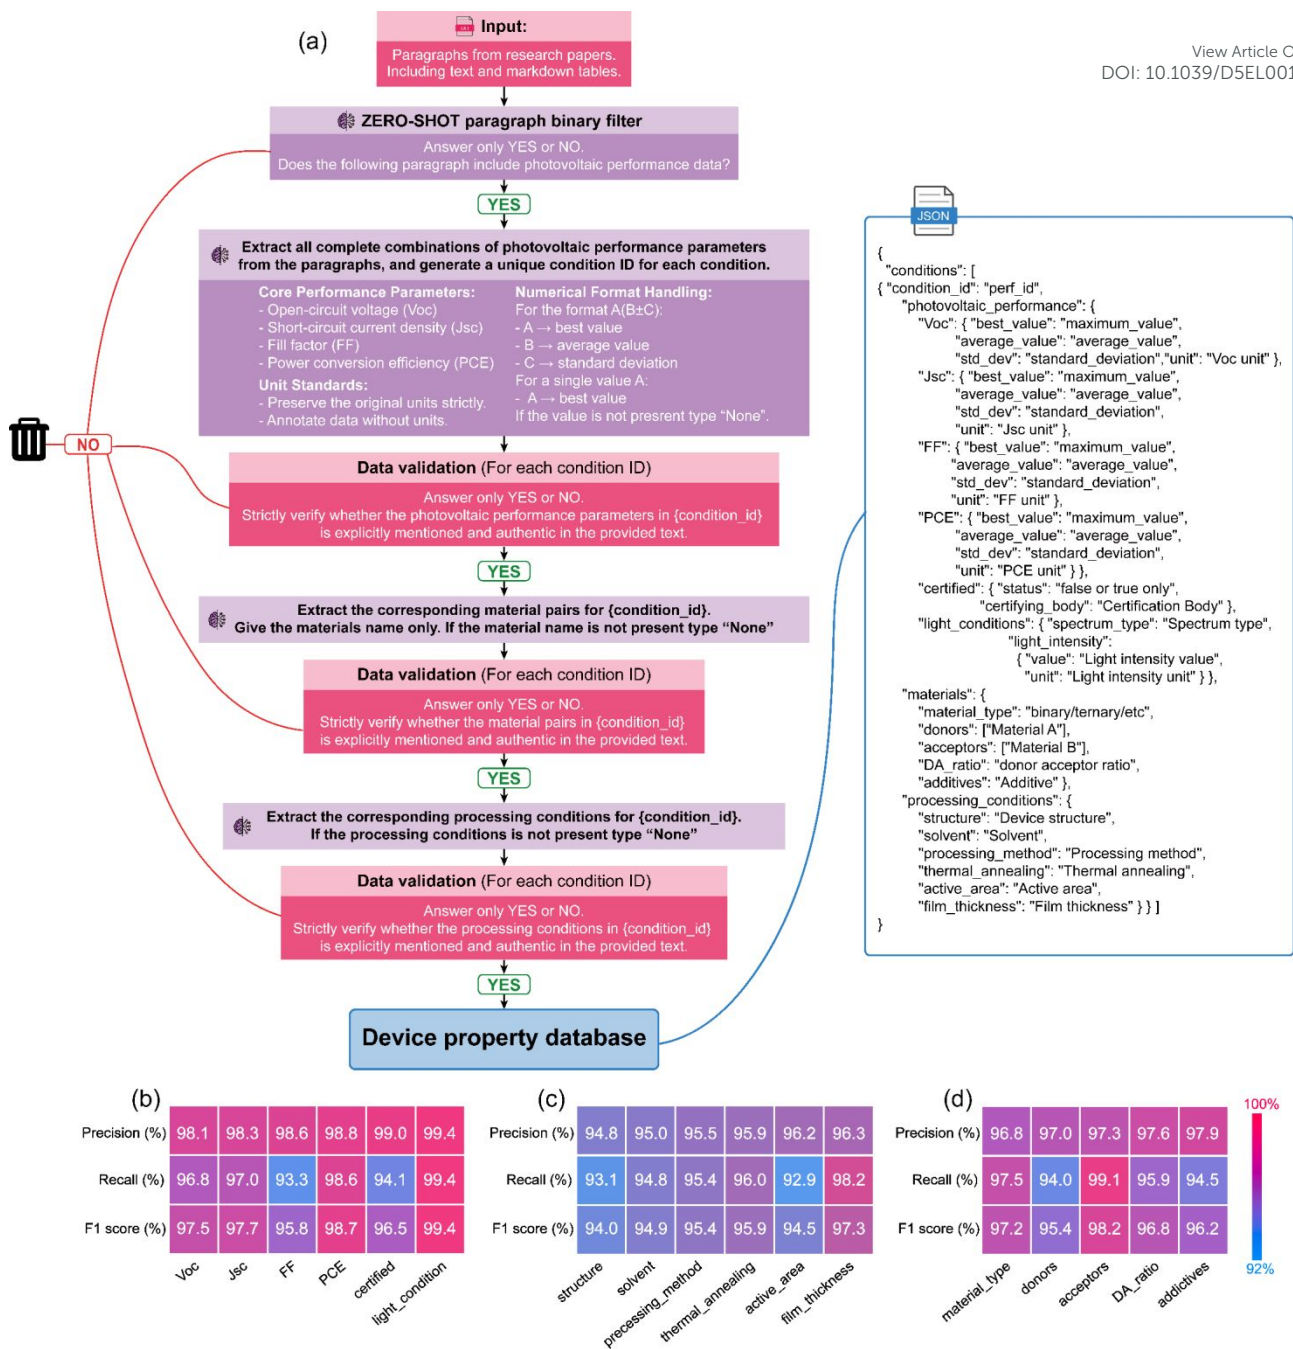 (a)
Input:
Paragraphs from research papers.
Including text and markdown tables.
View Article O
DOI: 10.1039/D5EL001
ZERO-SHOT paragraph binary filter
Answer only YES or NO.
Does the following paragraph include photovoltaic performance data?
YES
Extract all complete combinations of photovoltaic performance parameters
from the paragraphs, and generate a unique condition ID for each condition.
Core Performance Parameters:
- Open-circuit voltage (Voc)
- Short-circuit current density (Jsc)
- Fill factor (FF)
- Power conversion efficiency (PCE)
Unit Standards:
- Preserve the original units strictly.
- Annotate data without units.
Numerical Format Handling:
For the format A(B±C):
- A → best value
- B → average value
- C → standard deviation
For a single value A:
- A → best value
If the value is not presrent type “None”.
NO
Data validation (For each condition ID)
Answer only YES or NO.
Strictly verify whether the photovoltaic performance parameters in {condition_id}
is explicitly mentioned and authentic in the provided text.
YES
Extract the corresponding material pairs for {condition_id}.
Give the materials name only. If the material name is not present type “None”
Data validation (For each condition ID)
Answer only YES or NO.
Strictly verify whether the material pairs in {condition_id}
is explicitly mentioned and authentic in the provided text.
YES
Extract the corresponding processing conditions for {condition_id}.
If the processing conditions is not present type “None”
Data validation (For each condition ID)
Answer only YES or NO.
Strictly verify whether the processing conditions in {condition_id}
is explicitly mentioned and authentic in the provided text.
YES
Device property database
JSON
{
"conditions": [
{ "condition_id": "perf_id",
"photovoltaic_performance": {
"Voc": { "best_value": "maximum_value",
"average_value": "average_value",
"std_dev": "standard_deviation","unit": "Voc unit" },
"Jsc": { "best_value": "maximum_value",
"average_value": "average_value",
"std_dev": "standard_deviation",
"unit": "Jsc unit" },
"FF": { "best_value": "maximum_value",
"average_value": "average_value",
"std_dev": "standard_deviation",
"unit": "FF unit" },
"PCE": { "best_value": "maximum_value",
"average_value": "average_value",
"std_dev": "standard_deviation",
"unit": "PCE unit" } },
"certified": { "status": "false or true only",
"certifying_body": "Certification Body" },
"light_conditions": { "spectrum_type": "Spectrum type",
"light_intensity":
{ "value": "Light intensity value",
"unit": "Light intensity unit" } },
"materials": {
"material_type": "binary/ternary/etc",
"donors": ["Material A"],
"acceptors": ["Material B"],
"DA_ratio": "donor acceptor ratio",
"additives": "Additive" },
"processing_conditions": {
"structure": "Device structure",
"solvent": "Solvent",
"processing_method": "Processing method",
"thermal_annealing": "Thermal annealing",
"active_area": "Active area",
"film_thickness": "Film thickness" } } ]
}
(b)
Precision (%) 98.1 98.3 98.6 98.8 99.0 99.4
Recall (%) 96.8 97.0 93.3 98.6 94.1 99.4
F1 score (%) 97.5 97.7 95.8 98.7 96.5 99.4
Voc Jsc FF PCE certified light_condition
(c)
Precision (%) 94.8 95.0 95.5 95.9 96.2 96.3
Recall (%) 93.1 94.8 95.4 96.0 92.9 98.2
F1 score (%) 94.0 94.9 95.4 95.9 94.5 97.3
structure solvent precessing_method thermal_annealing active_area film_thickness
(d)
Precision (%) 96.8 97.0 97.3 97.6 97.9
Recall (%) 97.5 94.0 99.1 95.9 94.5
F1 score (%) 97.2 95.4 98.2 96.8 96.2
material_type donors acceptors DA_ratio addictives
100%
92%